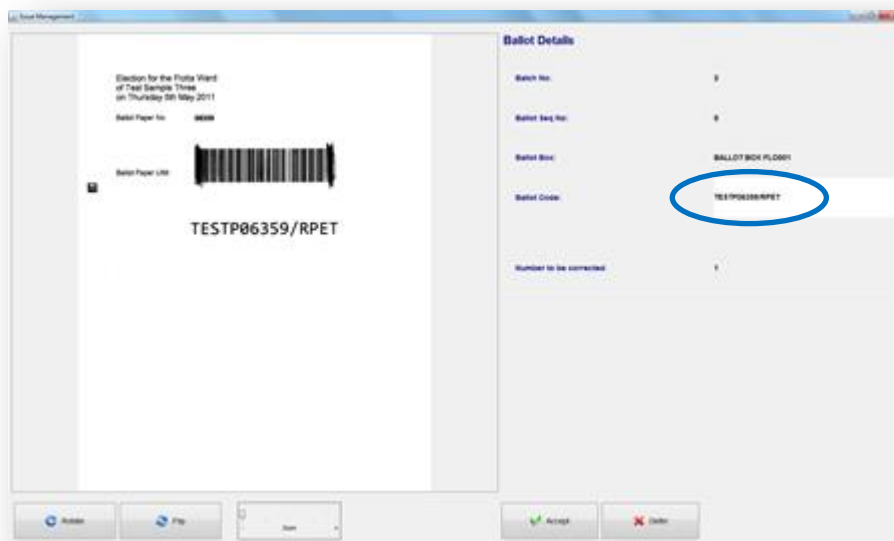 Issue Management
Election for the Flotta Ward
of Test Sample Three
on Thursday 5th May 2011
Ballot Paper No
Ballot Paper UIM
TESTP06359/RPET
Ballot Details
Batch No:
Ballot Seq No:
Ballot Box:
BALLOT BOX FLO001
Ballot Code:
TESTP06359/RPET
Number to be corrected
1
Rotate
Flip
Accept
Defer